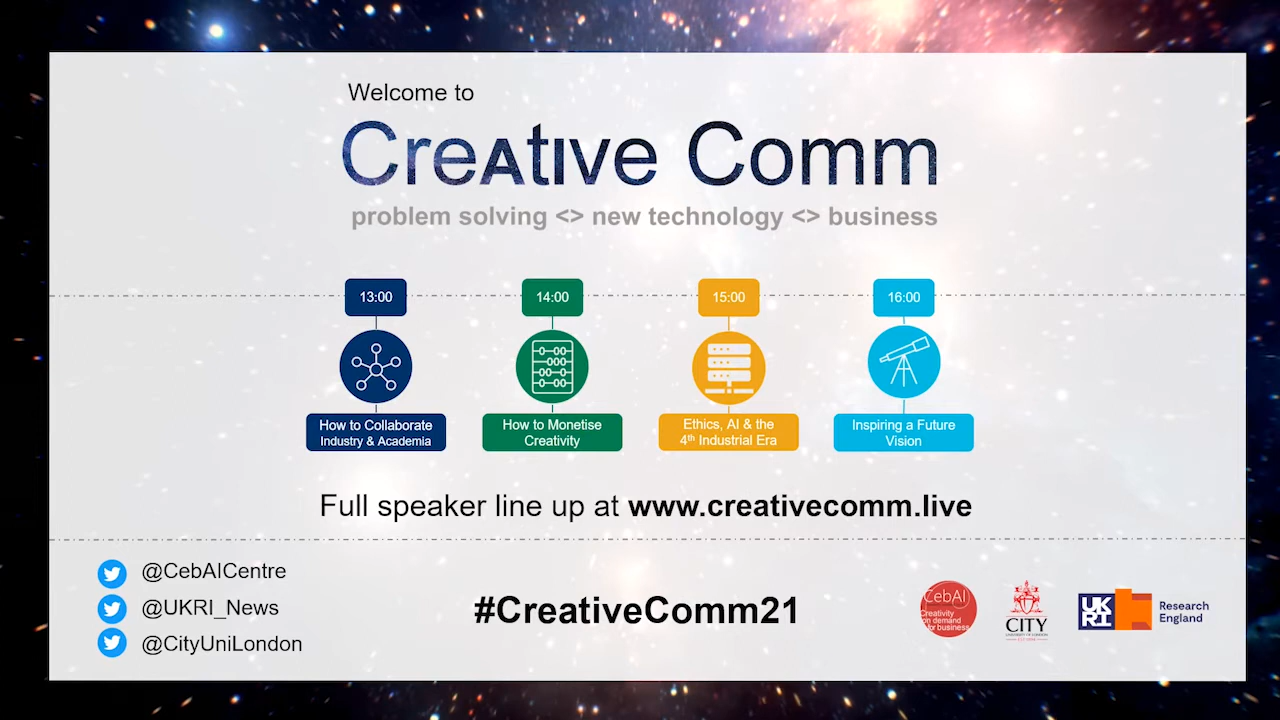 Welcome to
CreAtIve Comm
problem solving <> new technology <> business
13:00
14:00
15:00
16:00
How to Collaborate
Industry & Academia
How to Monetise
Creativity
Ethics, AI & the
4th Industrial Era
Inspiring a Future
Vision
Full speaker line up at www.creativecomm.live
@CebAICentre
@UKRI_News
@CityUniLondon
#CreativeComm21
CebAI
Creativity
on demand
for business
CITY
UNIVERSITY OF LONDON
UK
RI
Research
England